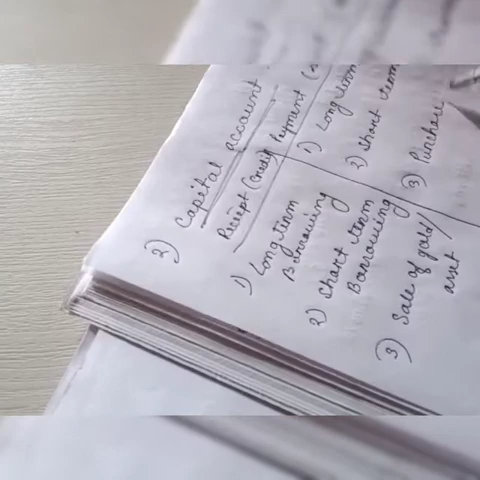 2) Capital account
Receipt (Credit) Payment
1) Long term
Borrowing
2) Short term
Borrowing
3) Sale of gold/
asset
1) Long term
2) Short term
3) Purchase